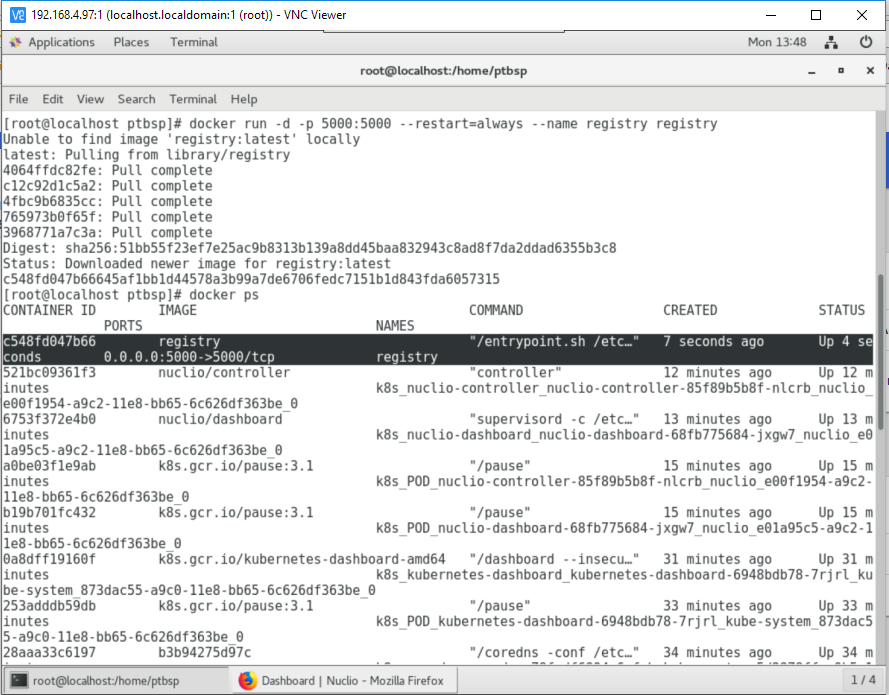 192.168.4.97:1 (localhost.localdomain:1 (root)) - VNC Viewer
Applications Places Terminal Mon 13:48
root@localhost:/home/ptbsp
File Edit View Search Terminal Help
[root@localhost ptbsp]# docker run -d -p 5000:5000 --restart=always --name registry registry
Unable to find image 'registry:latest' locally
latest: Pulling from library/registry
4064ffdc82fe: Pull complete
c12c92d1c5a2: Pull complete
4fbc9b6835cc: Pull complete
765973b0f65f: Pull complete
3968771a7c3a: Pull complete
Digest: sha256:51bb55f23ef7e25ac9b8313b139a8dd45baa832943c8ad8f7da2ddad6355b3c8
Status: Downloaded newer image for registry:latest
c548fd047b66645af1bb1d44578a3b99a7de6706fedc7151b1d843fda6057315
[root@localhost ptbsp]# docker ps
CONTAINER ID IMAGE COMMAND CREATED STATUS
PORTS NAMES
c548fd047b66 registry "/entrypoint.sh /etc…" 7 seconds ago Up 4 se
conds 0.0.0.0:5000->5000/tcp registry
521bc09361f3 nuclio/controller "controller" 12 minutes ago Up 12 m
inutes k8s_nuclio-controller_nuclio-controller-85f89b5b8f-nlcrb_nuclio_
e00f1954-a9c2-11e8-bb65-6c626df363be_0
6753f372e4b0 nuclio/dashboard "supervisord -c /etc…" 13 minutes ago Up 13 m
inutes k8s_nuclio-dashboard_nuclio-dashboard-68fb775684-jxgw7_nuclio_e0
1a95c5-a9c2-11e8-bb65-6c626df363be_0
a0be03f1e9ab k8s.gcr.io/pause:3.1 "/pause" 15 minutes ago Up 15 m
inutes k8s_POD_nuclio-controller-85f89b5b8f-nlcrb_nuclio_e00f1954-a9c2-
11e8-bb65-6c626df363be_0
b19b701fc432 k8s.gcr.io/pause:3.1 "/pause" 15 minutes ago Up 15 m
inutes k8s_POD_nuclio-dashboard-68fb775684-jxgw7_nuclio_e01a95c5-a9c2-1
1e8-bb65-6c626df363be_0
0a8dff19160f k8s.gcr.io/kubernetes-dashboard-amd64 "/dashboard --insecu…" 31 minutes ago Up 31 m
inutes k8s_kubernetes-dashboard_kubernetes-dashboard-6948bdb78-7rjrl_ku
be-system_873dac55-a9c0-11e8-bb65-6c626df363be_0
253adddb59db k8s.gcr.io/pause:3.1 "/pause" 33 minutes ago Up 33 m
inutes k8s_POD_kubernetes-dashboard-6948bdb78-7rjrl_kube-system_873dac5
5-a9c0-11e8-bb65-6c626df363be_0
28aaa33c6197 b3b94275d97c "/coredns -conf /etc…" 34 minutes ago Up 34 m
root@localhost:/home/ptbsp Dashboard | Nuclio - Mozilla Firefox 1 / 4